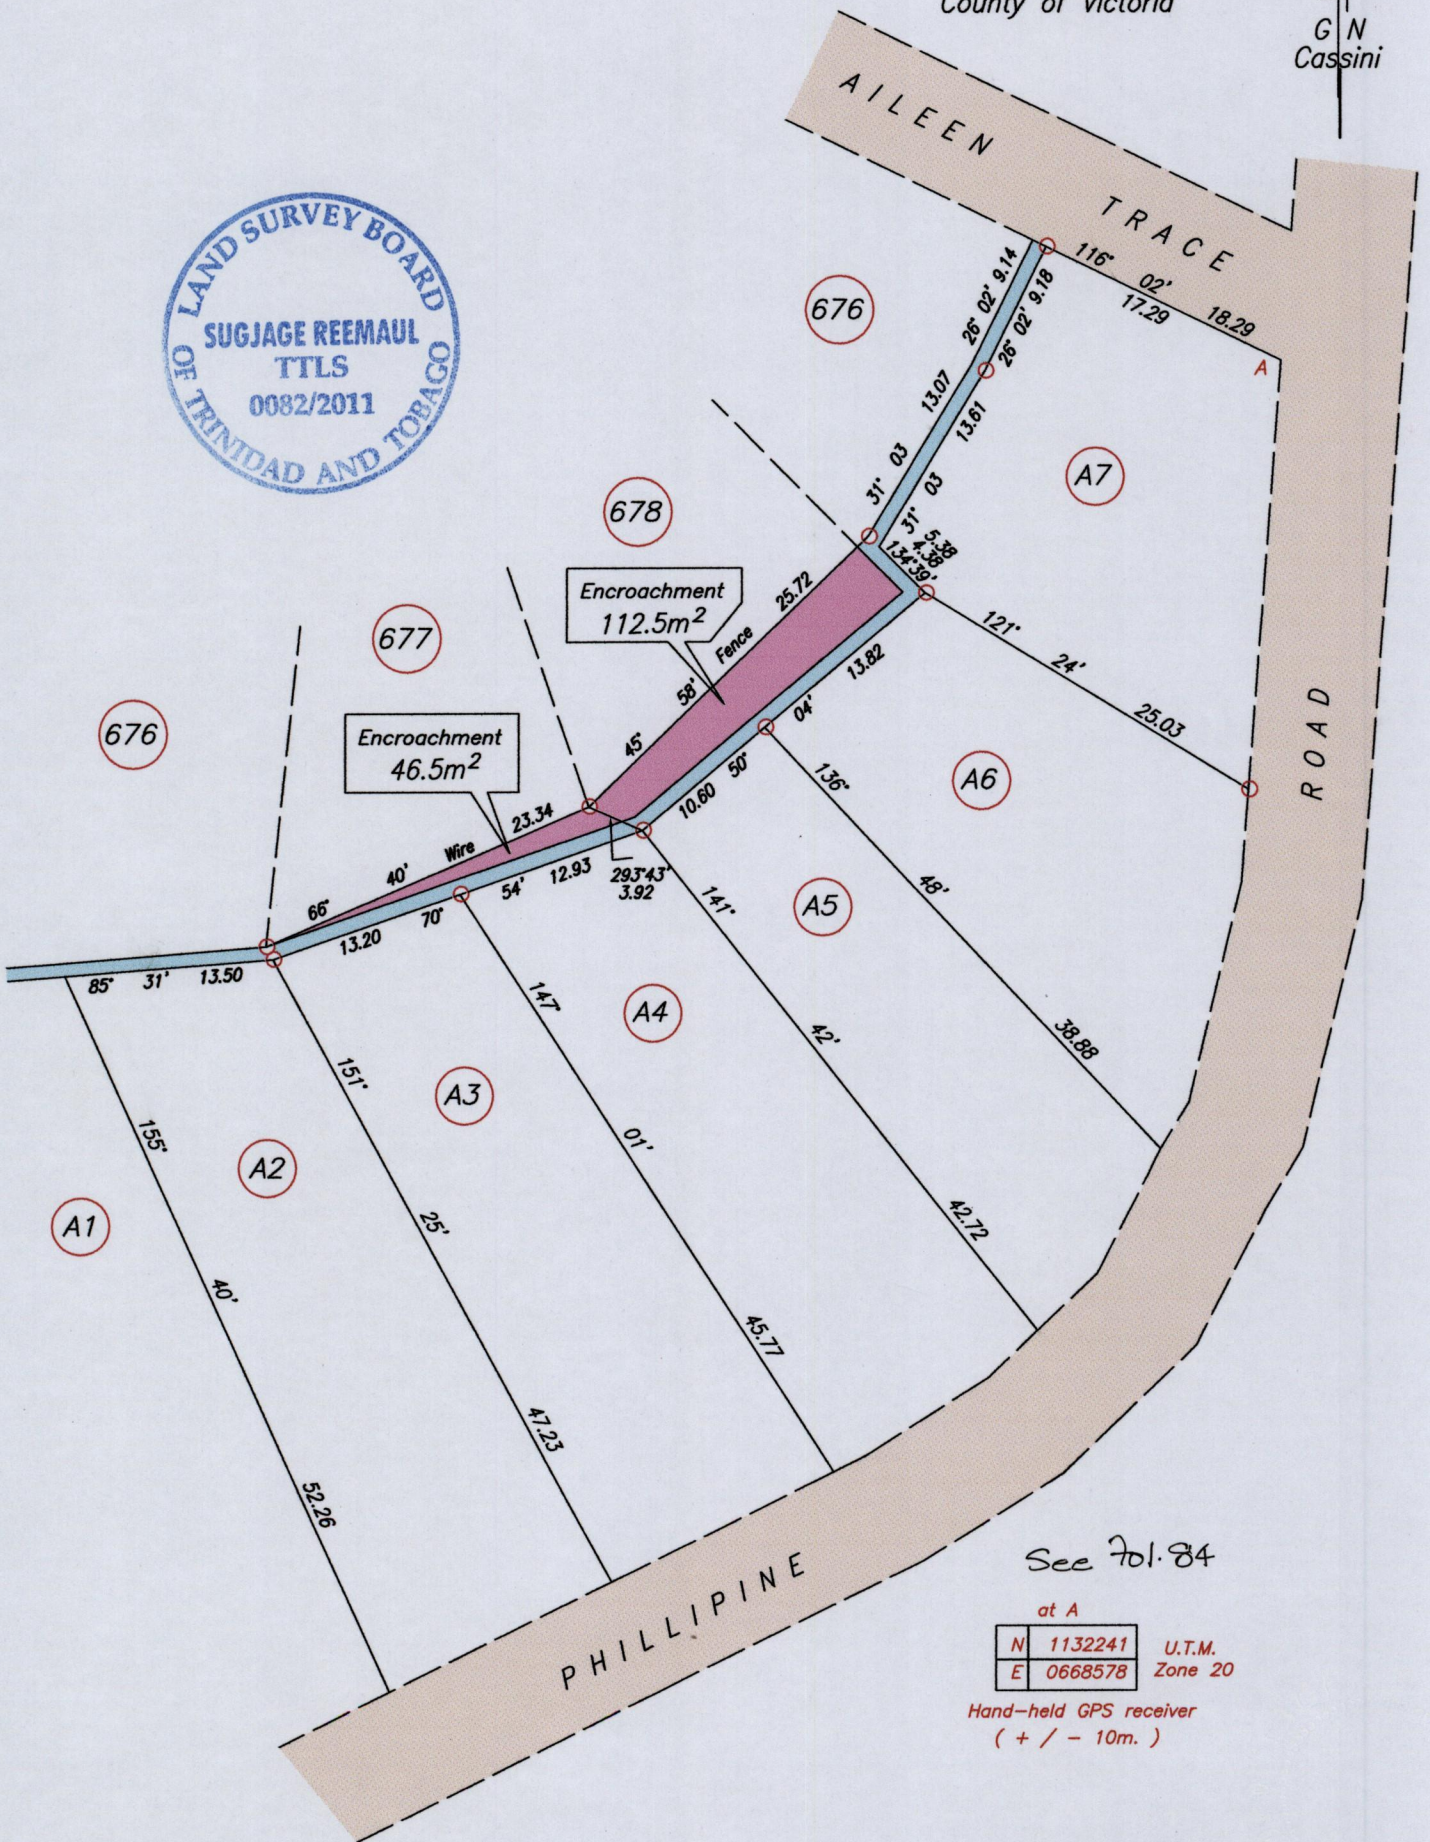 County of Victoria
G N
Cassini
AILEEN TRACE
LAND SURVEY BOARD
SUGJAGE REEMAUL
TTLS
0082/2011
OF TRINIDAD AND TOBAGO
676
26° 02' 9.14
26° 02' 9.18
116° 02'
17.29 18.29
A
31° 03 13.07
31° 03 13.61
A7
678
5.38
4.38
134°39'
Encroachment
112.5m²
45° 58' Fence 25.72
677
676
Encroachment
46.5m²
66° 40' Wire 23.34
50° 04' 13.82
10.60
121° 24' 25.03
ROAD
A6
136° 48' 38.88
293°43'
3.92
70° 54' 12.93
13.20
A5
141° 42' 42.72
85° 31' 13.50
A4
147° 01' 45.77
A3
151° 25' 47.23
A2
155° 40' 52.26
A1
PHILLIPINE
See 701.84
at A
N 1132241 U.T.M.
E 0668578 Zone 20
Hand-held GPS receiver
( + / - 10m. )